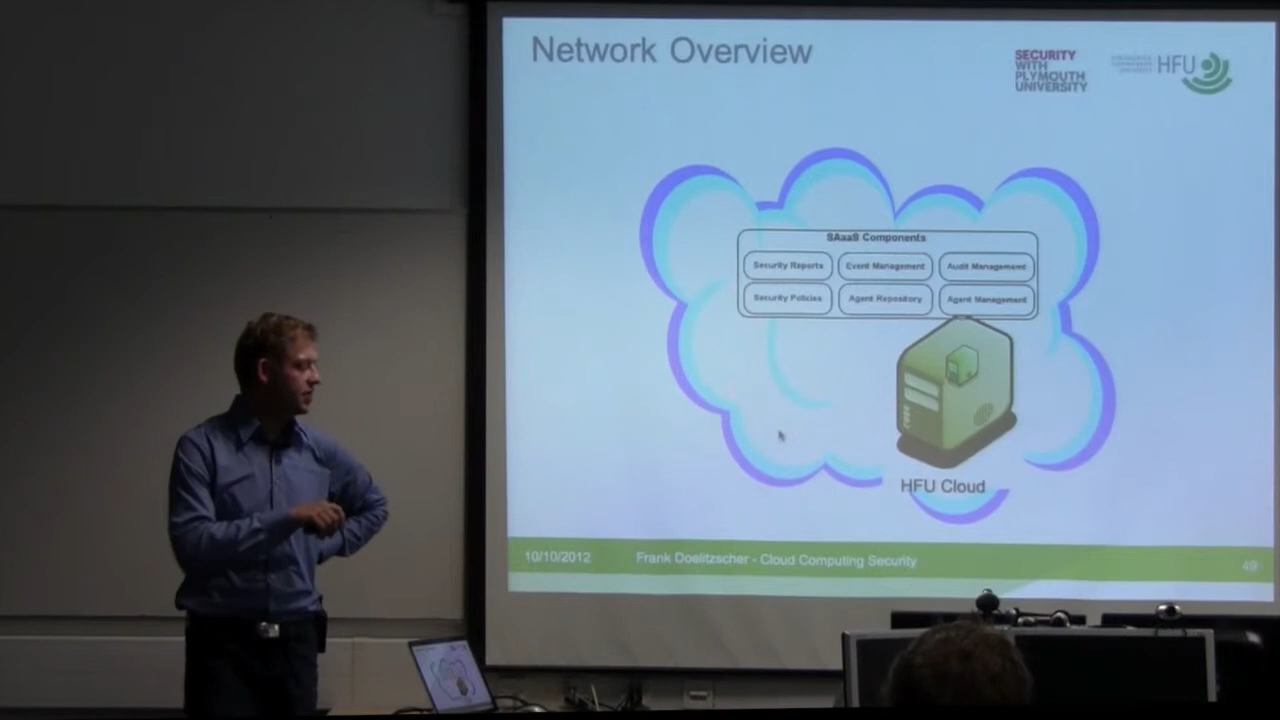 Network Overview
SECURITY
WITH
PLYMOUTH
UNIVERSITY
HFU
SAaaS Components
Security Reports Event Management Audit Management
Security Policies Agent Repository Agent Management
HFU Cloud
10/10/2012 Frank Doelitzscher - Cloud Computing Security 49